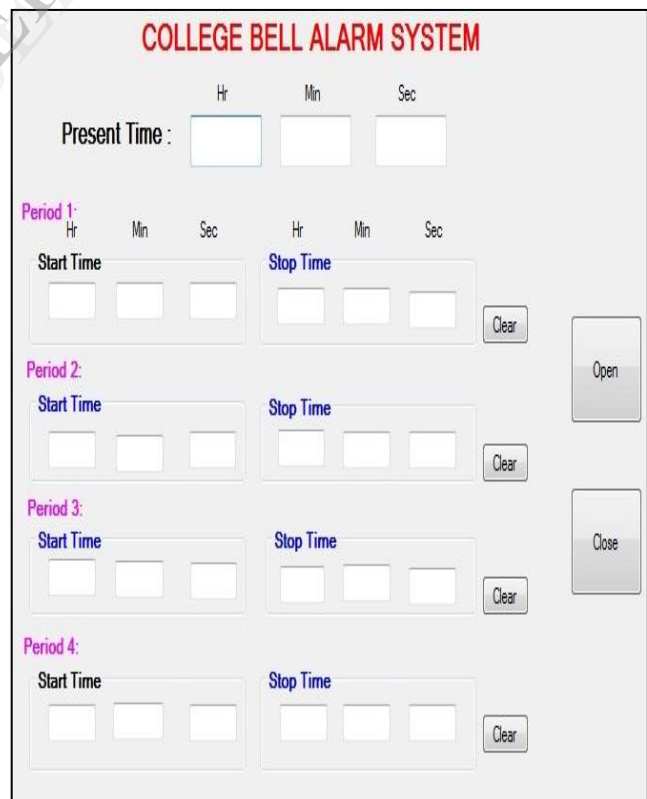 COLLEGE BELL ALARM SYSTEM
Hr Min Sec
Present Time :
Period 1:
Hr Min Sec Hr Min Sec
Start Time Stop Time
Clear
Open
Period 2:
Start Time Stop Time
Clear
Period 3:
Start Time Stop Time
Close
Clear
Period 4:
Start Time Stop Time
Clear